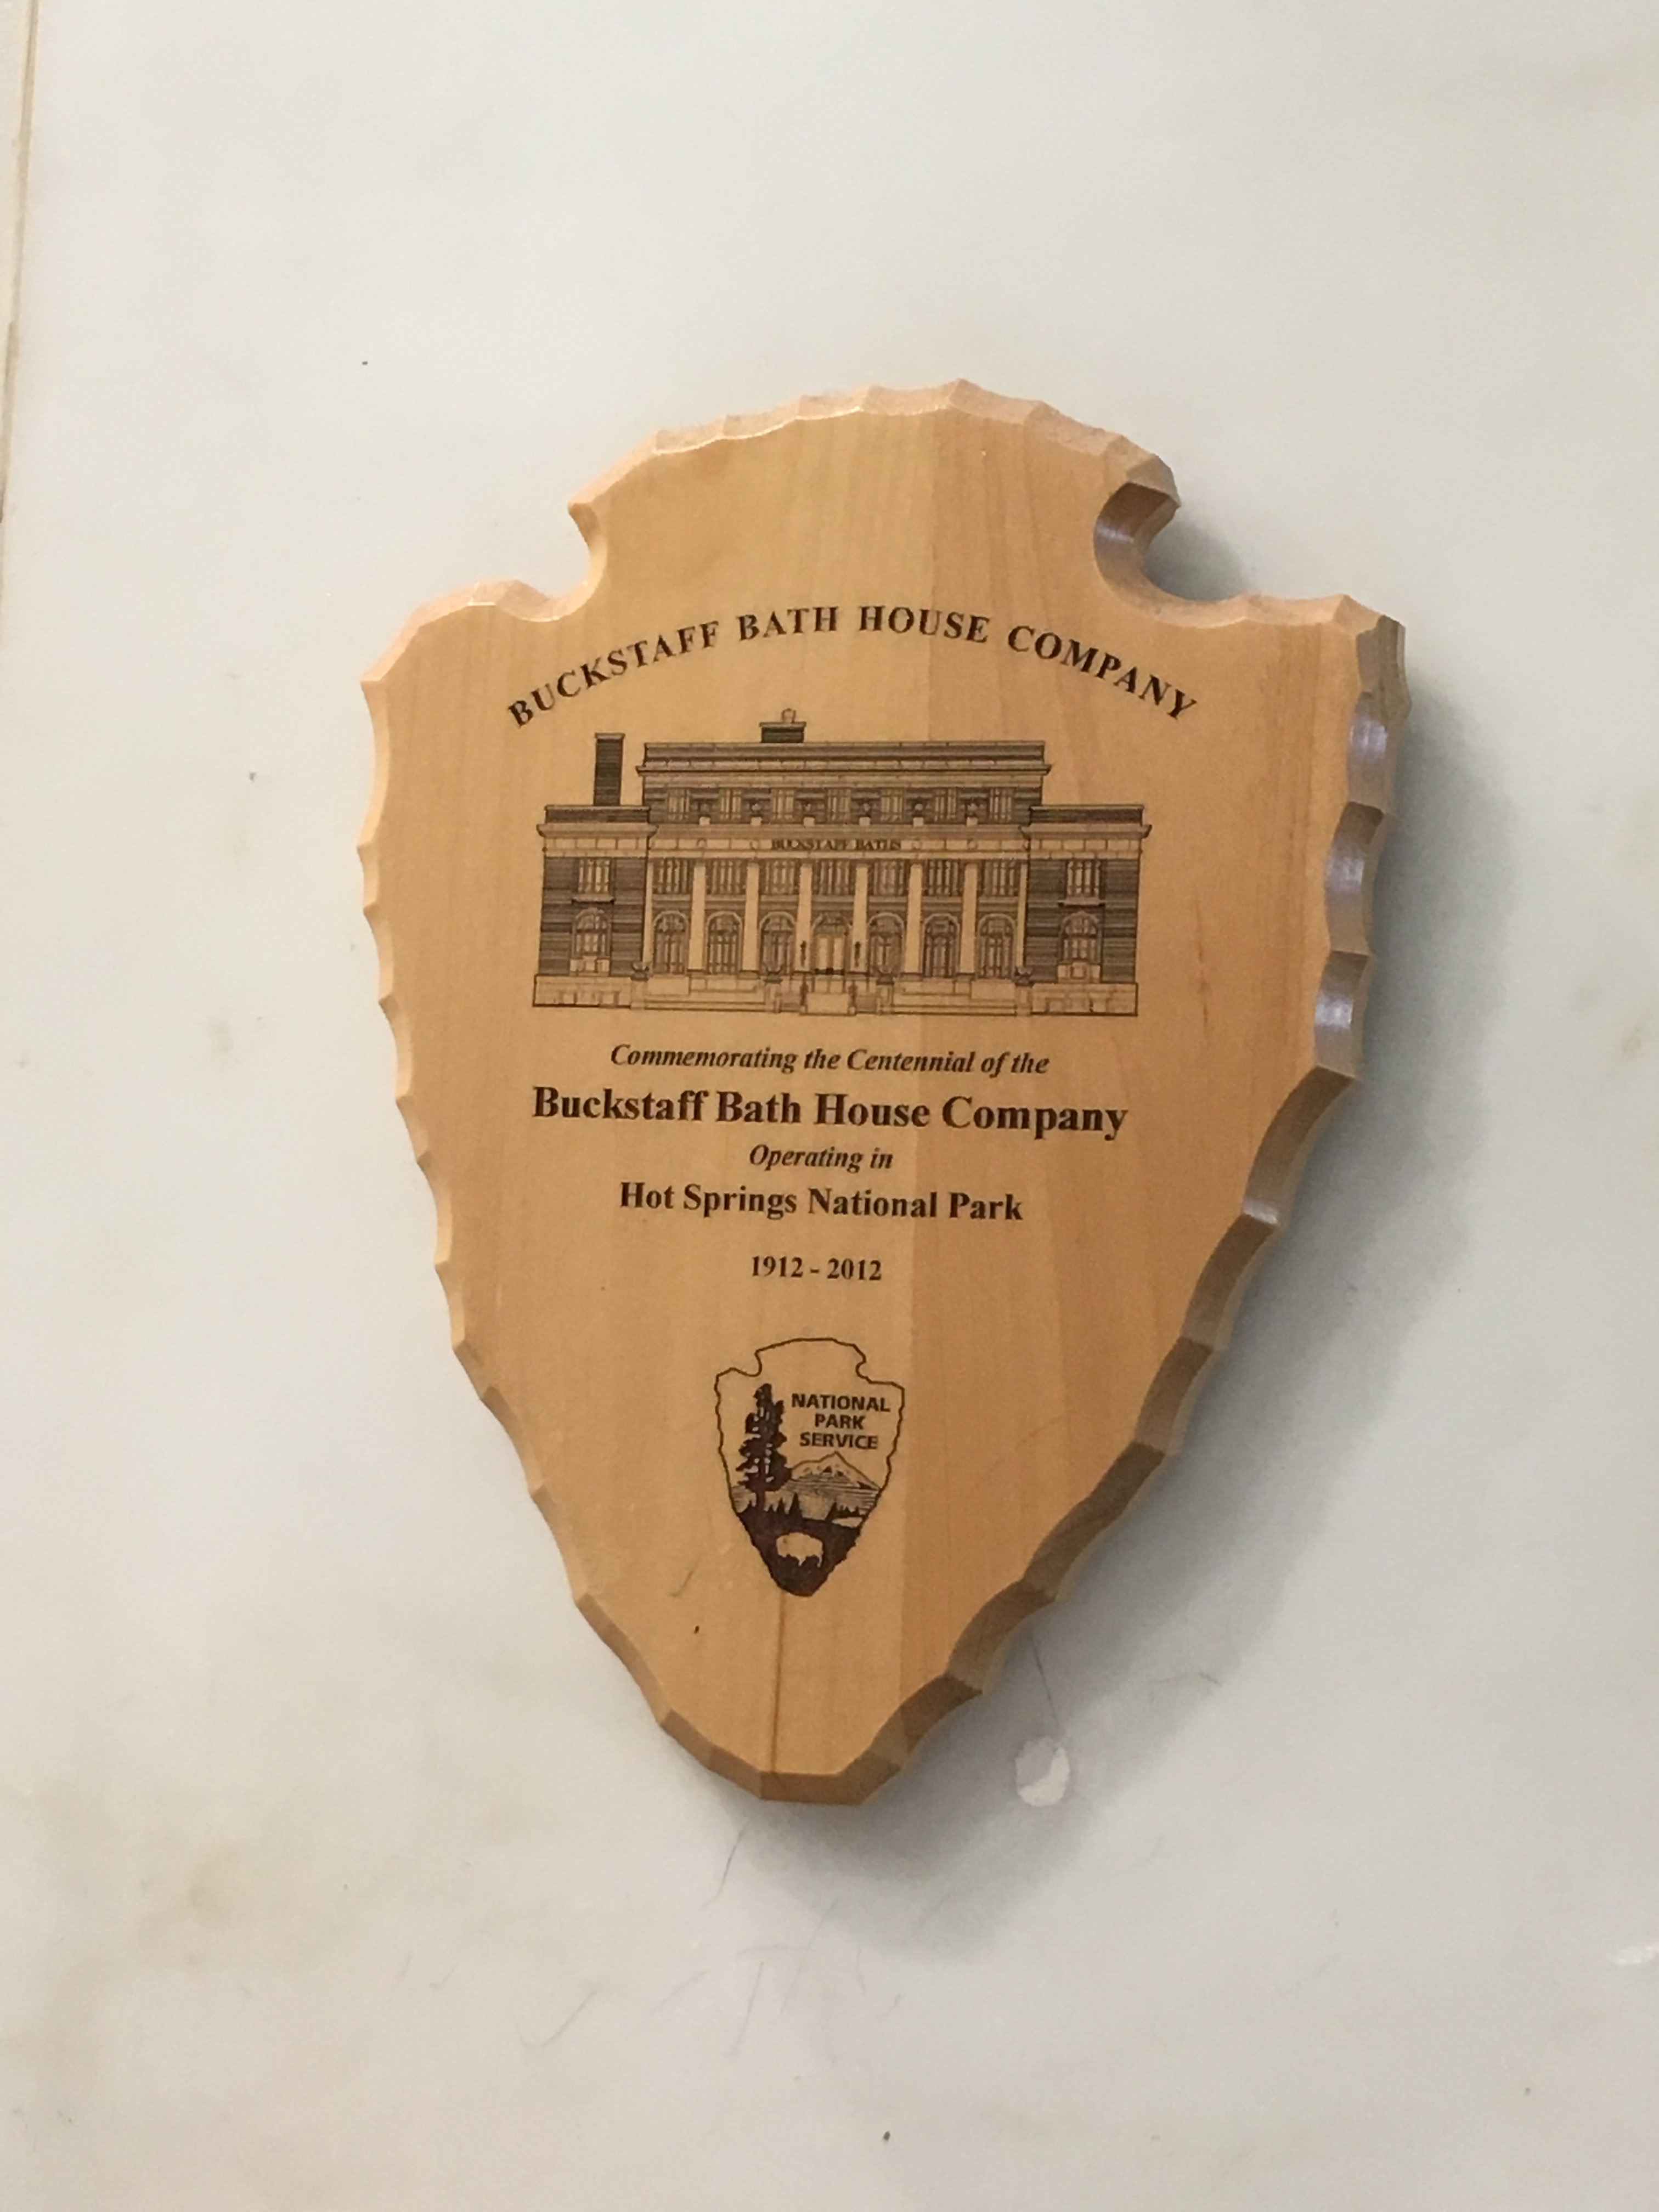 BUCKSTAFF BATH HOUSE COMPANY
BUCKSTAFF BATHS
Commemorating the Centennial of the
Buckstaff Bath House Company
Operating in
Hot Springs National Park
1912 - 2012
NATIONAL
PARK
SERVICE